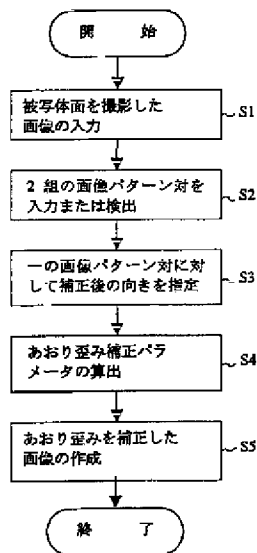 開 始
被写体面を撮影した
画像の入力
S1
2 組の画像パターン対を
入力または検出
S2
一の画像パターン対に対
して補正後の向きを指定
S3
あおり歪み補正パラ
メータの算出
S4
あおり歪みを補正した
画像の作成
S5
終 了